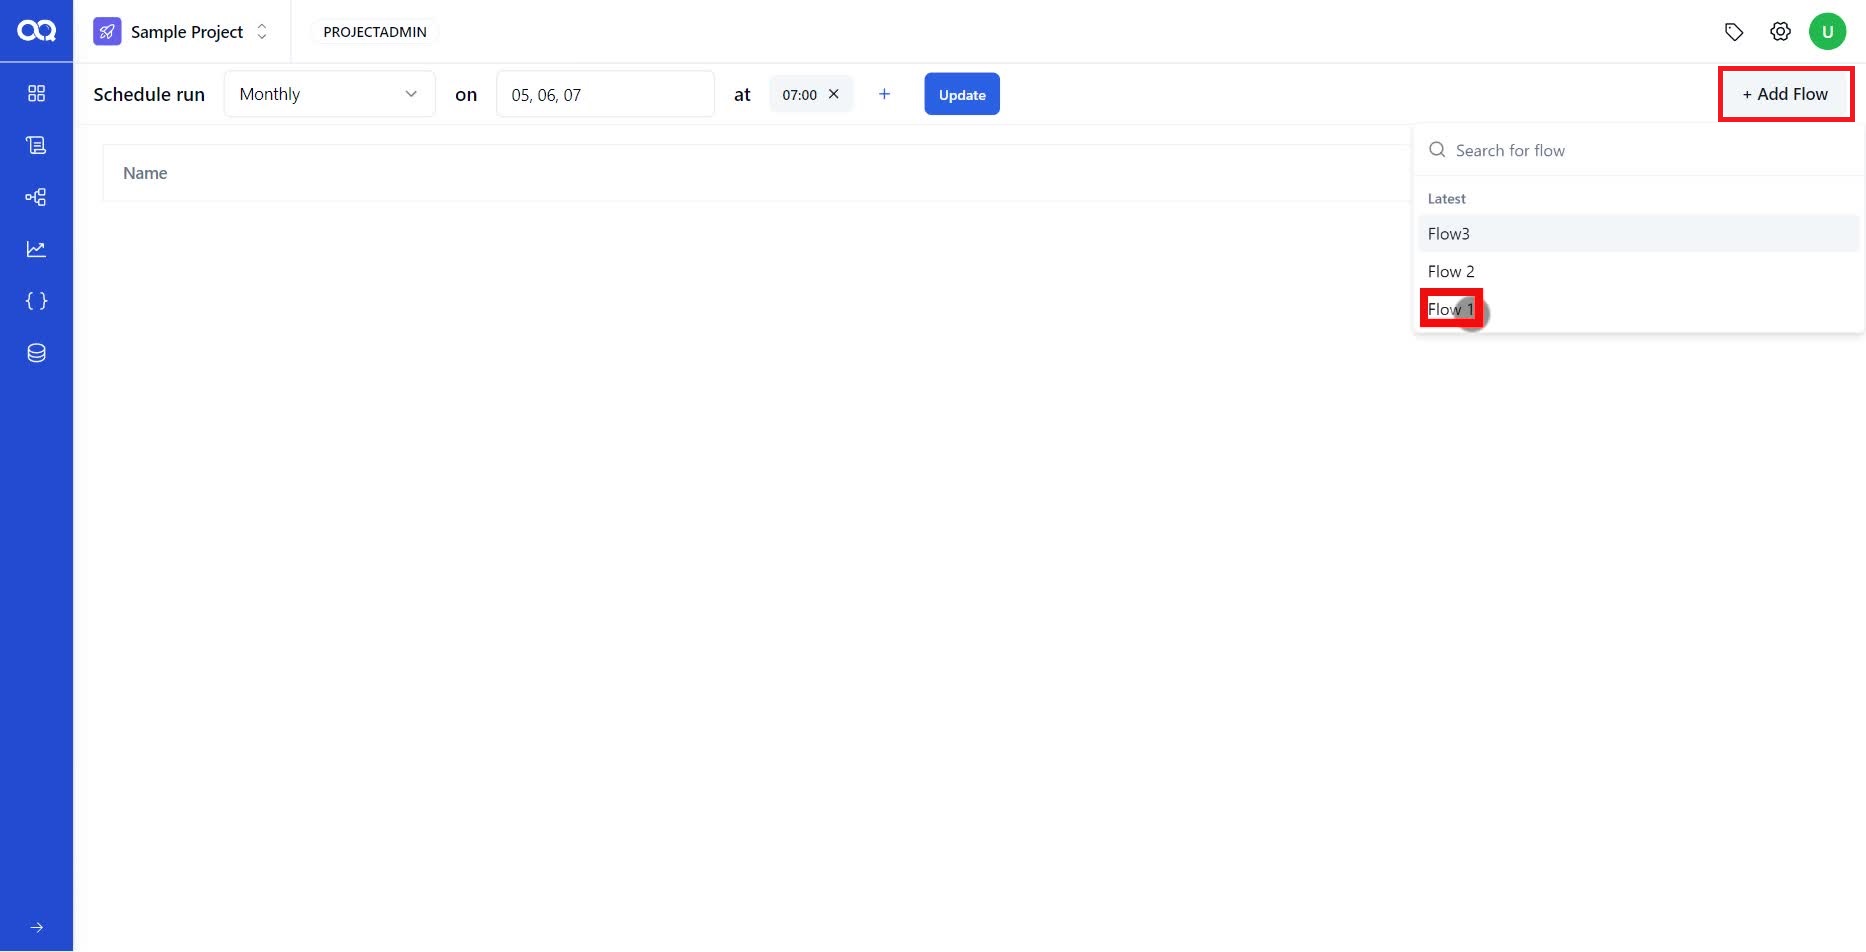 Sample Project
PROJECTADMIN
U
Schedule run Monthly on 05, 06, 07 at 07:00 Update + Add Flow
Name
Search for flow
Latest
Flow3
Flow 2
Flow 1